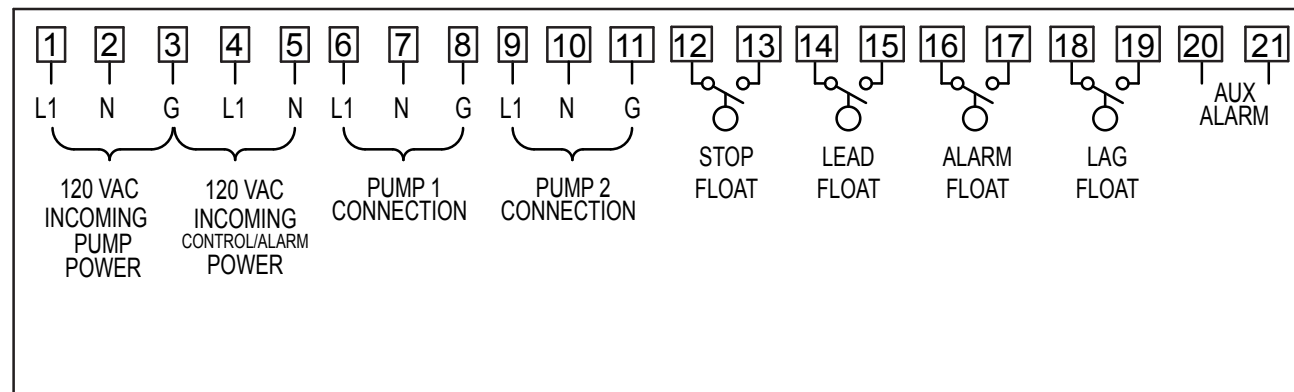 1 2 3 4 5 6 7 8 9 10 11 12 13 14 15 16 17 18 19 20 21
L1 N G L1 N L1 N G L1 N G
AUX
ALARM
120 VAC
INCOMING
PUMP
POWER
120 VAC
INCOMING
CONTROL/ALARM
POWER
PUMP 1
CONNECTION
PUMP 2
CONNECTION
STOP
FLOAT
LEAD
FLOAT
ALARM
FLOAT
LAG
FLOAT